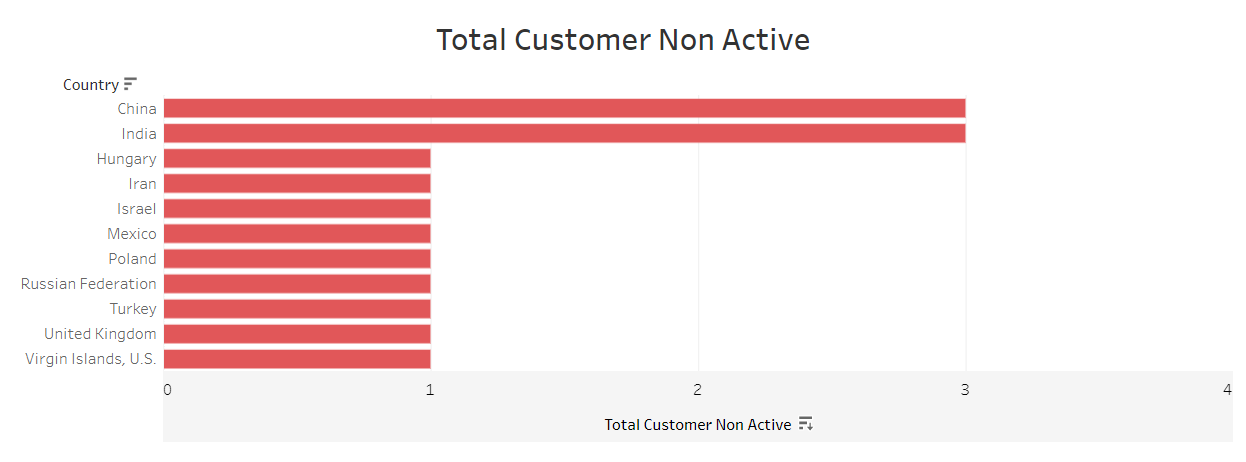 Total Customer Non Active
Country
China
India
Hungary
Iran
Israel
Mexico
Poland
Russian Federation
Turkey
United Kingdom
Virgin Islands, U.S.
0 1 2 3 4
Total Customer Non Active